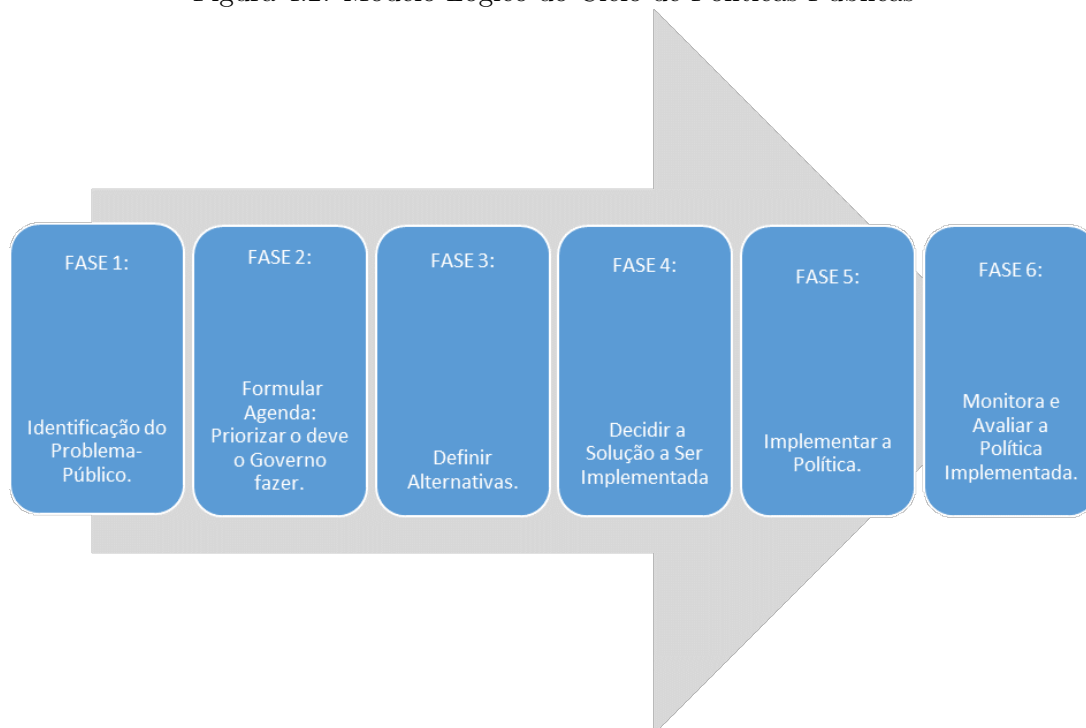 FASE 1:
Identificação do
Problema-
Público.
FASE 2:
Formular
Agenda:
Priorizar o deve
o Governo
fazer.
FASE 3:
Definir
Alternativas.
FASE 4:
Decidir a
Solução a Ser
Implementada
FASE 5:
Implementar a
Política.
FASE 6:
Monitora e
Avaliar a
Política
Implementada.